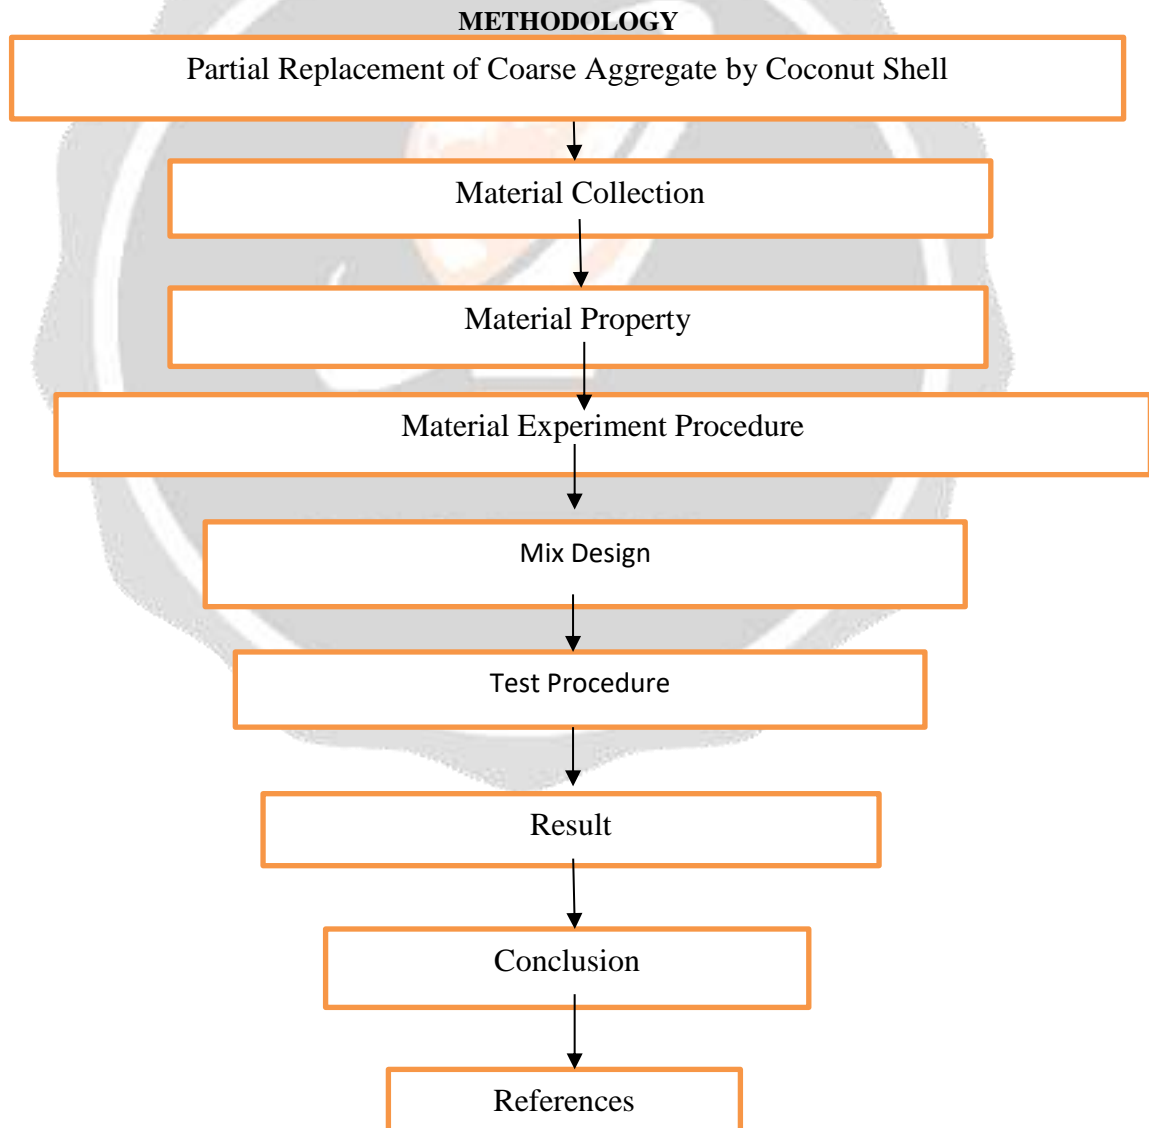 METHODOLOGY
Partial Replacement of Coarse Aggregate by Coconut Shell
Material Collection
Material Property
Material Experiment Procedure
Mix Design
Test Procedure
Result
Conclusion
References